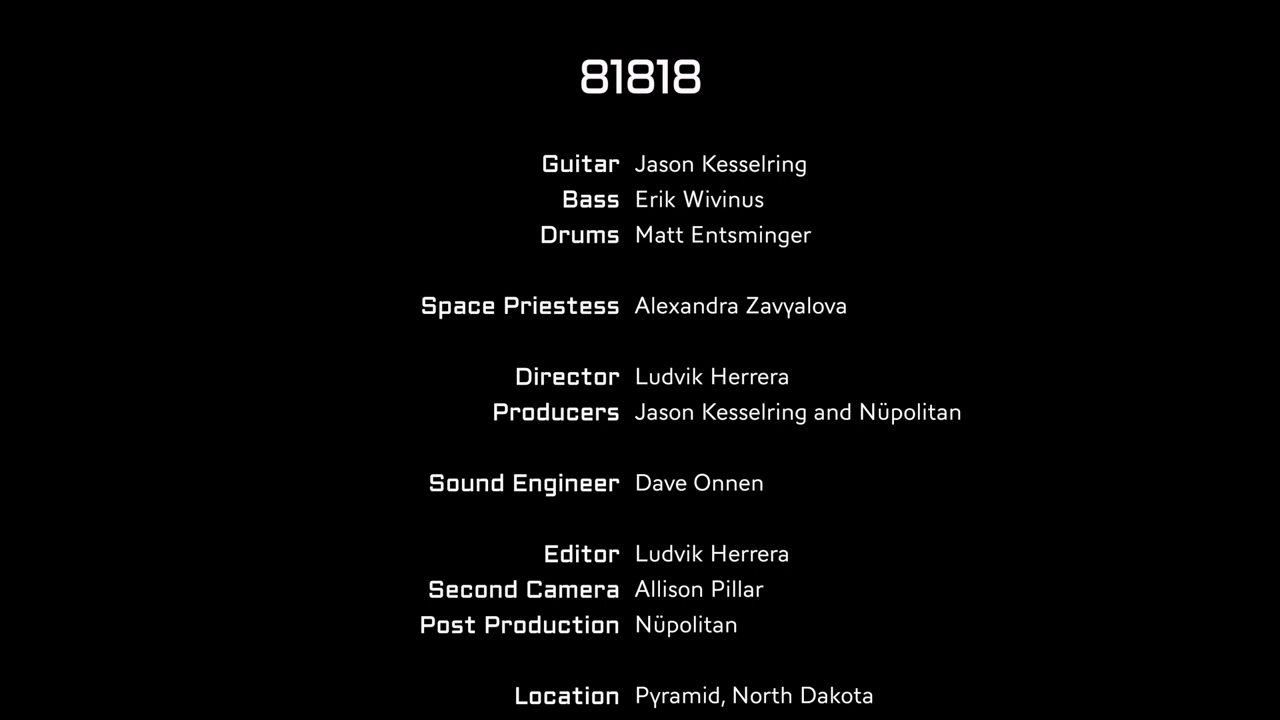 81818
Guitar Jason Kesselring
Bass Erik Wivinus
Drums Matt Entsminger
Space Priestess Alexandra Zavyalova
Director Ludvik Herrera
Producers Jason Kesselring and Nüpolitan
Sound Engineer Dave Onnen
Editor Ludvik Herrera
Second Camera Allison Pillar
Post Production Nüpolitan
Location Pyramid, North Dakota